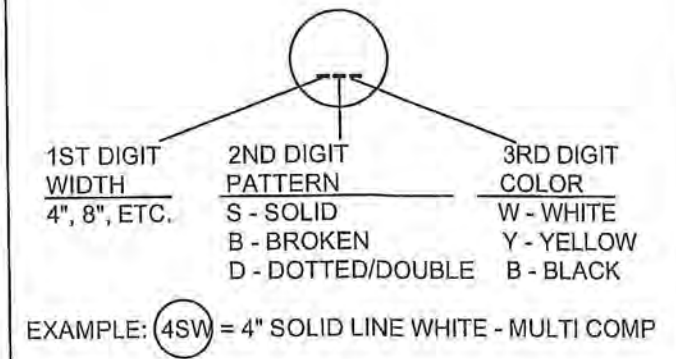 1ST DIGIT 2ND DIGIT 3RD DIGIT
WIDTH PATTERN COLOR
4", 8", ETC. S - SOLID W - WHITE
B - BROKEN Y - YELLOW
D - DOTTED/DOUBLE B - BLACK
EXAMPLE: 4SW = 4" SOLID LINE WHITE - MULTI COMP